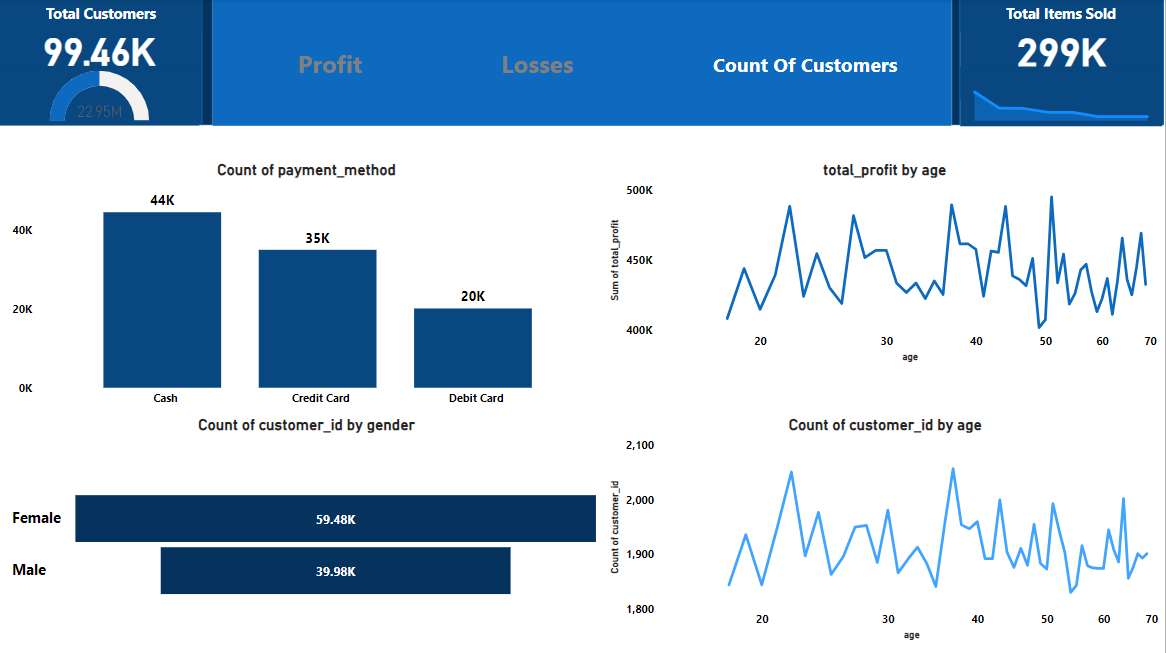 Total Customers
99.46K
22.95M
Profit
Losses
Count Of Customers
Total Items Sold
299K
Count of payment_method
44K
35K
20K
40K
20K
0K
Cash
Credit Card
Debit Card
total_profit by age
Sum of total_profit
500K
450K
400K
20
30
40
50
60
70
age
Count of customer_id by gender
Female
59.48K
Male
39.98K
Count of customer_id by age
Count of customer_id
2,100
2,000
1,900
1,800
20
30
40
50
60
70
age